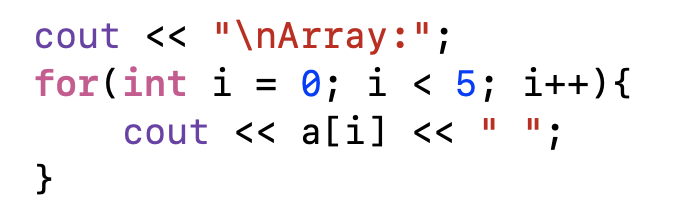 cout << "\nArray:";
for(int i = 0; i < 5; i++){
    cout << a[i] << " ";
}